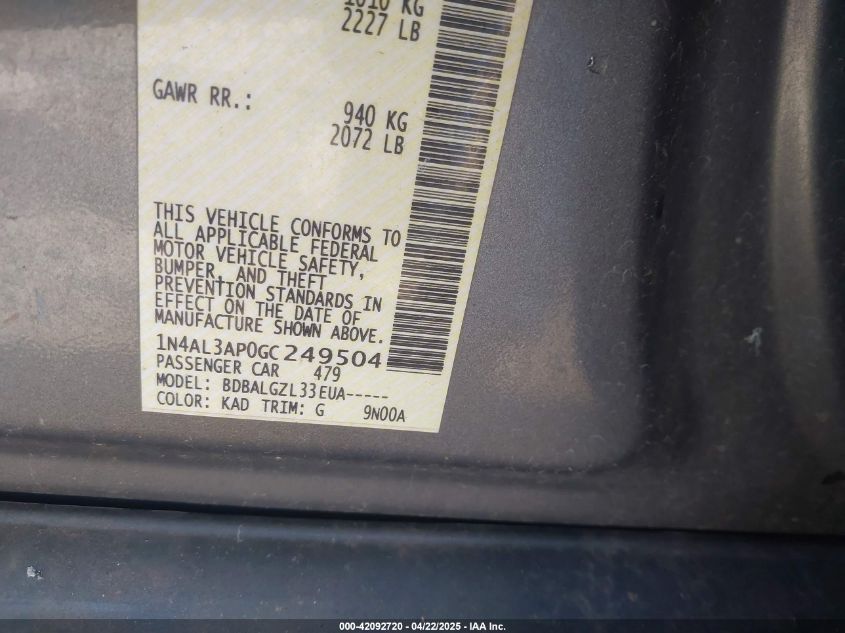 1010 KG
2227 LB
GAWR RR.:
940 KG
2072 LB
THIS VEHICLE CONFORMS TO
ALL APPLICABLE FEDERAL
MOTOR VEHICLE SAFETY,
BUMPER, AND THEFT
PREVENTION STANDARDS IN
EFFECT ON THE DATE OF
MANUFACTURE SHOWN ABOVE.
1N4AL3AP0GC249504
PASSENGER CAR 479
MODEL: BDBALGZL33EUA-----
COLOR: KAD TRIM: G 9N00A
000-42092720 - 04/22/2025 - IAA Inc.